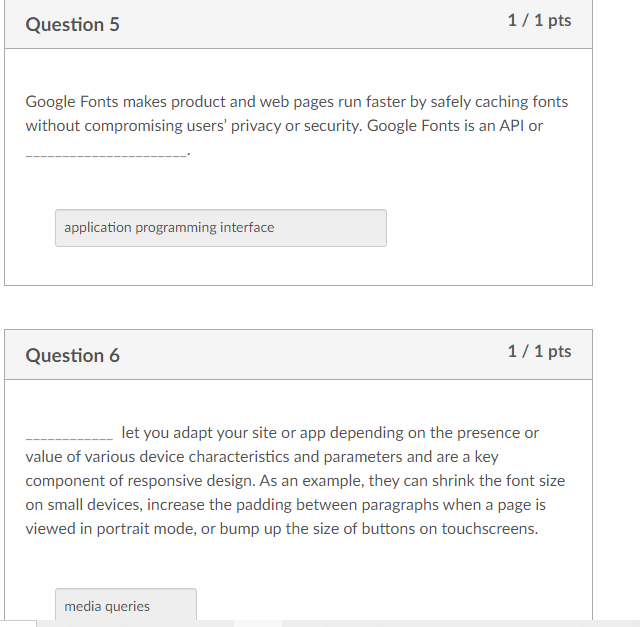 Question 5
1 / 1 pts
Google Fonts makes product and web pages run faster by safely caching fonts
without compromising users' privacy or security. Google Fonts is an API or
______________________.
application programming interface
Question 6
1 / 1 pts
____________ let you adapt your site or app depending on the presence or
value of various device characteristics and parameters and are a key
component of responsive design. As an example, they can shrink the font size
on small devices, increase the padding between paragraphs when a page is
viewed in portrait mode, or bump up the size of buttons on touchscreens.
media queries